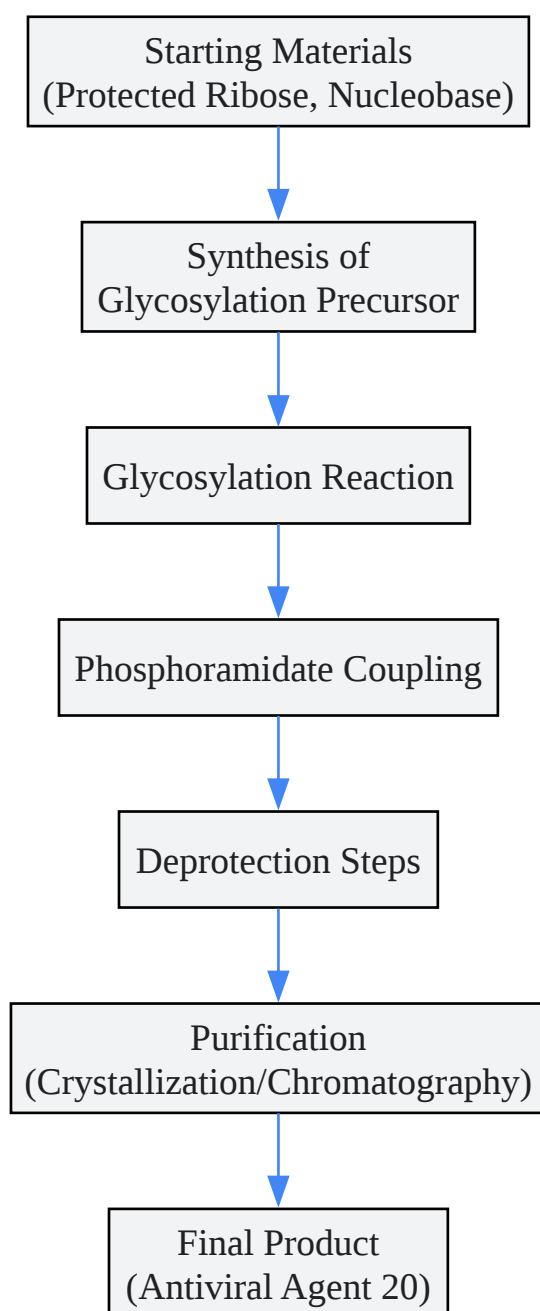 Starting Materials
(Protected Ribose, Nucleobase)
Synthesis of
Glycosylation Precursor
Glycosylation Reaction
Phosphoramidate Coupling
Deprotection Steps
Purification
(Crystallization/Chromatography)
Final Product
(Antiviral Agent 20)